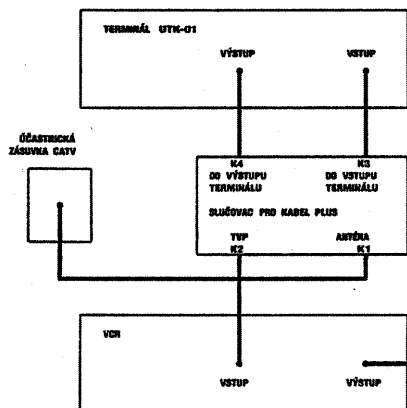 TERMINÁL UTK-01
VÝSTUP VSTUP
ÚČASTNICKÁ
ZÁSUVKA CATV
K4 K3
DO VÝSTUPU DO VSTUPU
TERMINÁLU TERMINÁLU
SLUČOVAC PRO KABEL PLUS
TVP ANTÉNA
K2 K1
VCR
VSTUP VÝSTUP